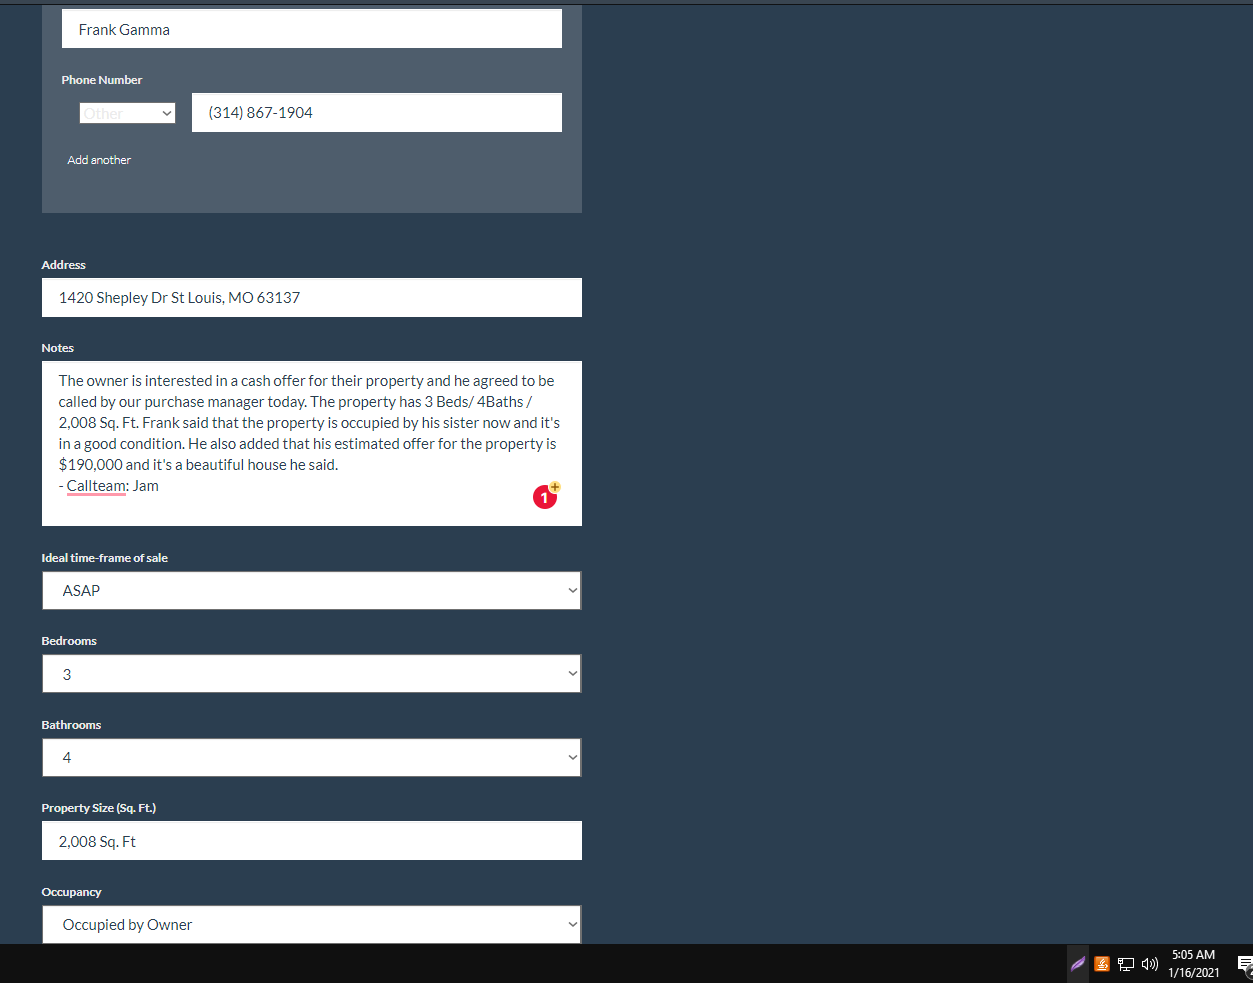 Frank Gamma
Phone Number
Other
(314) 867-1904
Add another
Address
1420 Shepley Dr St Louis, MO 63137
Notes
The owner is interested in a cash offer for their property and he agreed to be
called by our purchase manager today. The property has 3 Beds/ 4Baths /
2,008 Sq. Ft. Frank said that the property is occupied by his sister now and it's
in a good condition. He also added that his estimated offer for the property is
$190,000 and it's a beautiful house he said.
- Callteam: Jam
1+
Ideal time-frame of sale
ASAP
Bedrooms
3
Bathrooms
4
Property Size (Sq. Ft.)
2,008 Sq. Ft
Occupancy
Occupied by Owner
5:05 AM
1/16/2021